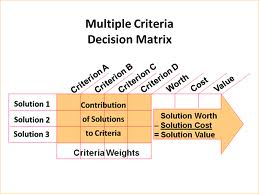 Multiple Criteria
Decision Matrix
Criterion A
Criterion B
Criterion C
Criterion D
Worth
Cost
Value
Solution 1
Solution 2
Solution 3
Contribution
of Solutions
to Criteria
Solution Worth
– Solution Cost
= Solution Value
Criteria Weights